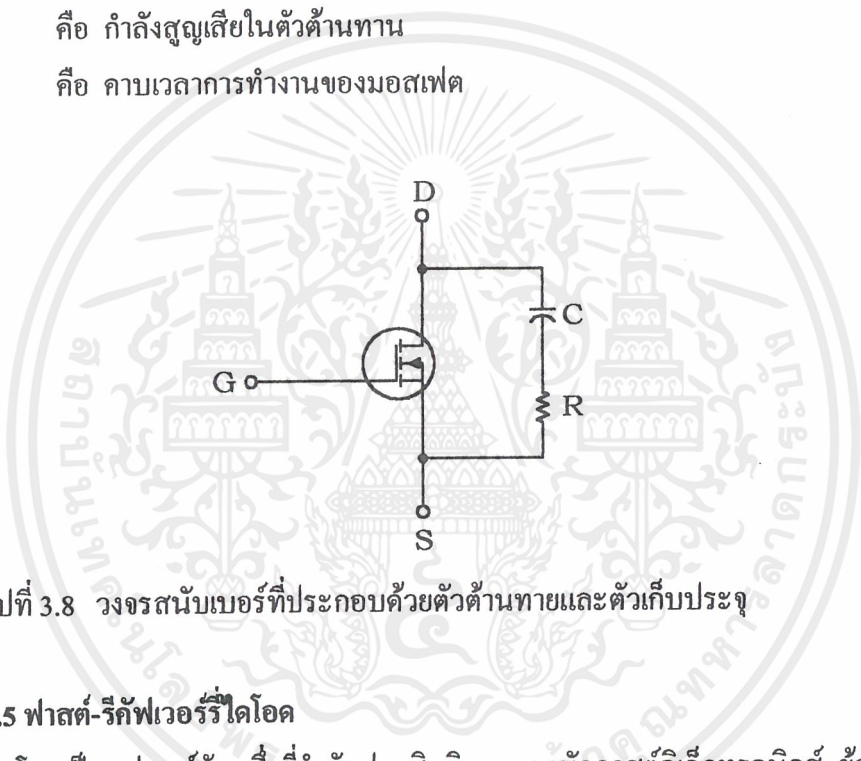 คือ กำลังสูญเสียในตัวต้านทาน
คือ คาบเวลาการทำงานของมอสเฟต
D
C
G
R
S
ปที่ 3.8 วงจรสนับเบอร์ที่ประกอบด้วยตัวต้านทายและตัวเก็บประจุ
.5 ฟาสต์-รีคัฟเวอร์รี่ไดโอด